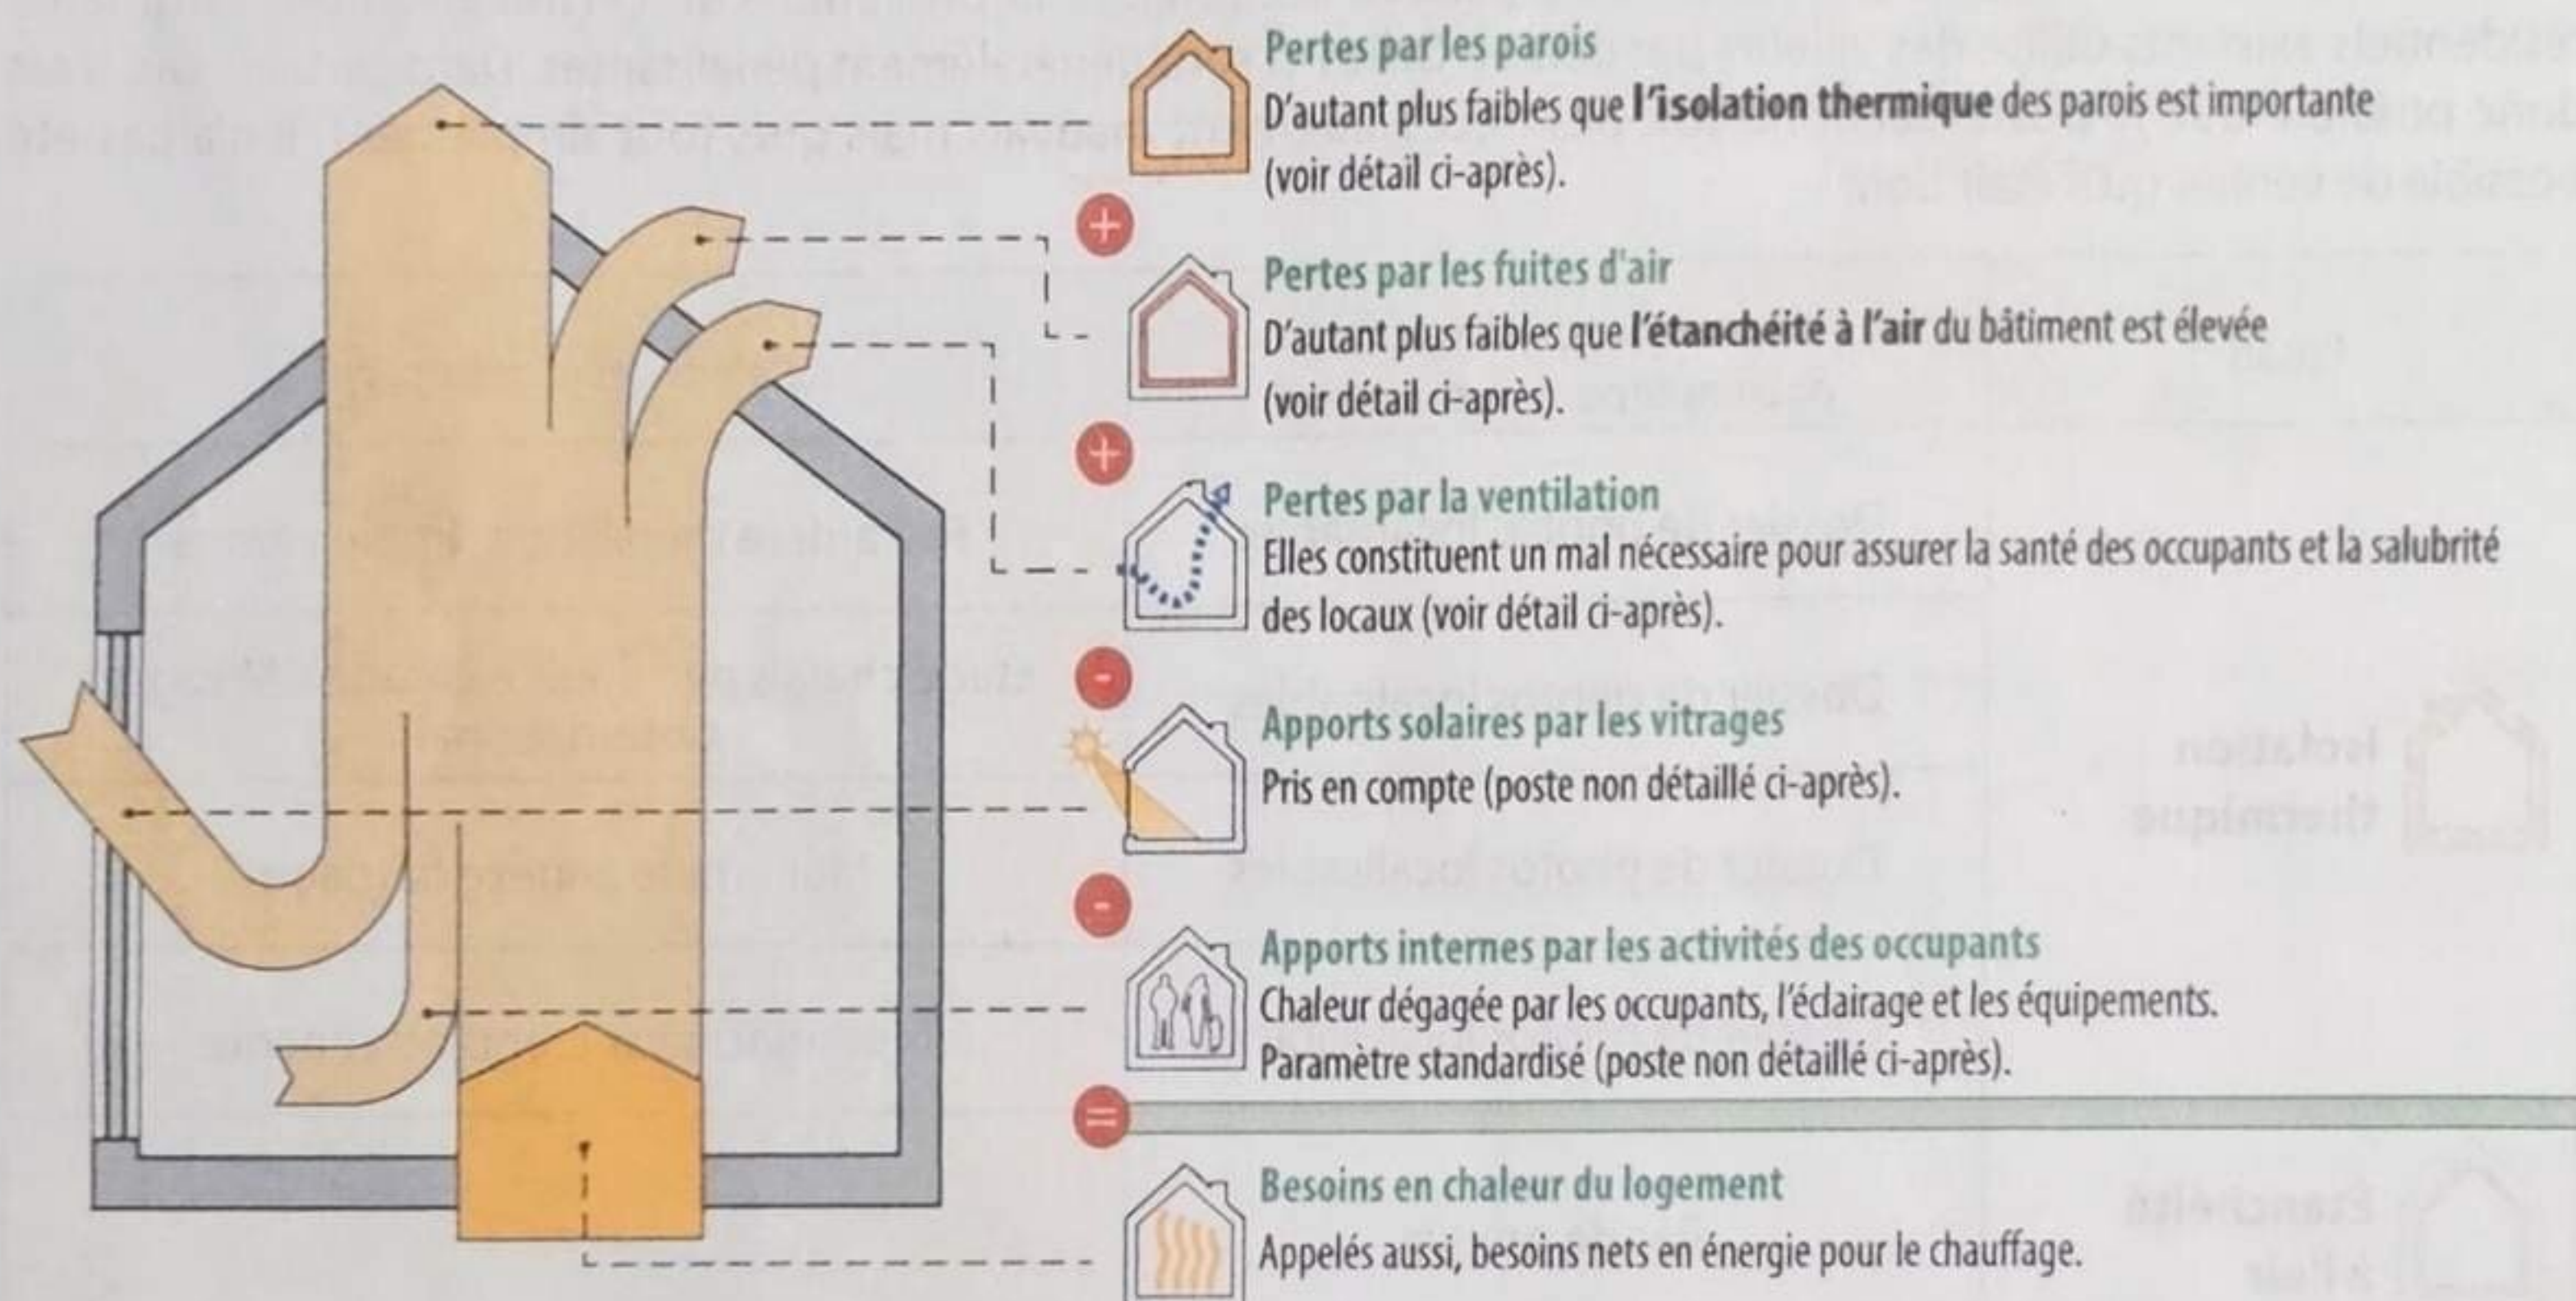 Pertes par les parois
D'autant plus faibles que l'isolation thermique des parois est importante
(voir détail ci-après).
+
Pertes par les fuites d'air
D'autant plus faibles que l'étanchéité à l'air du bâtiment est élevée
(voir détail ci-après).
+
Pertes par la ventilation
Elles constituent un mal nécessaire pour assurer la santé des occupants et la salubrité
des locaux (voir détail ci-après).
-
Apports solaires par les vitrages
Pris en compte (poste non détaillé ci-après).
-
Apports internes par les activités des occupants
Chaleur dégagée par les occupants, l'éclairage et les équipements.
Paramètre standardisé (poste non détaillé ci-après).
=
Besoins en chaleur du logement
Appelés aussi, besoins nets en énergie pour le chauffage.